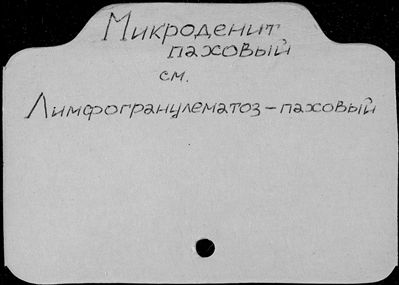 Микроденит
паховый
см.
Лимфогранулематоз-паховый